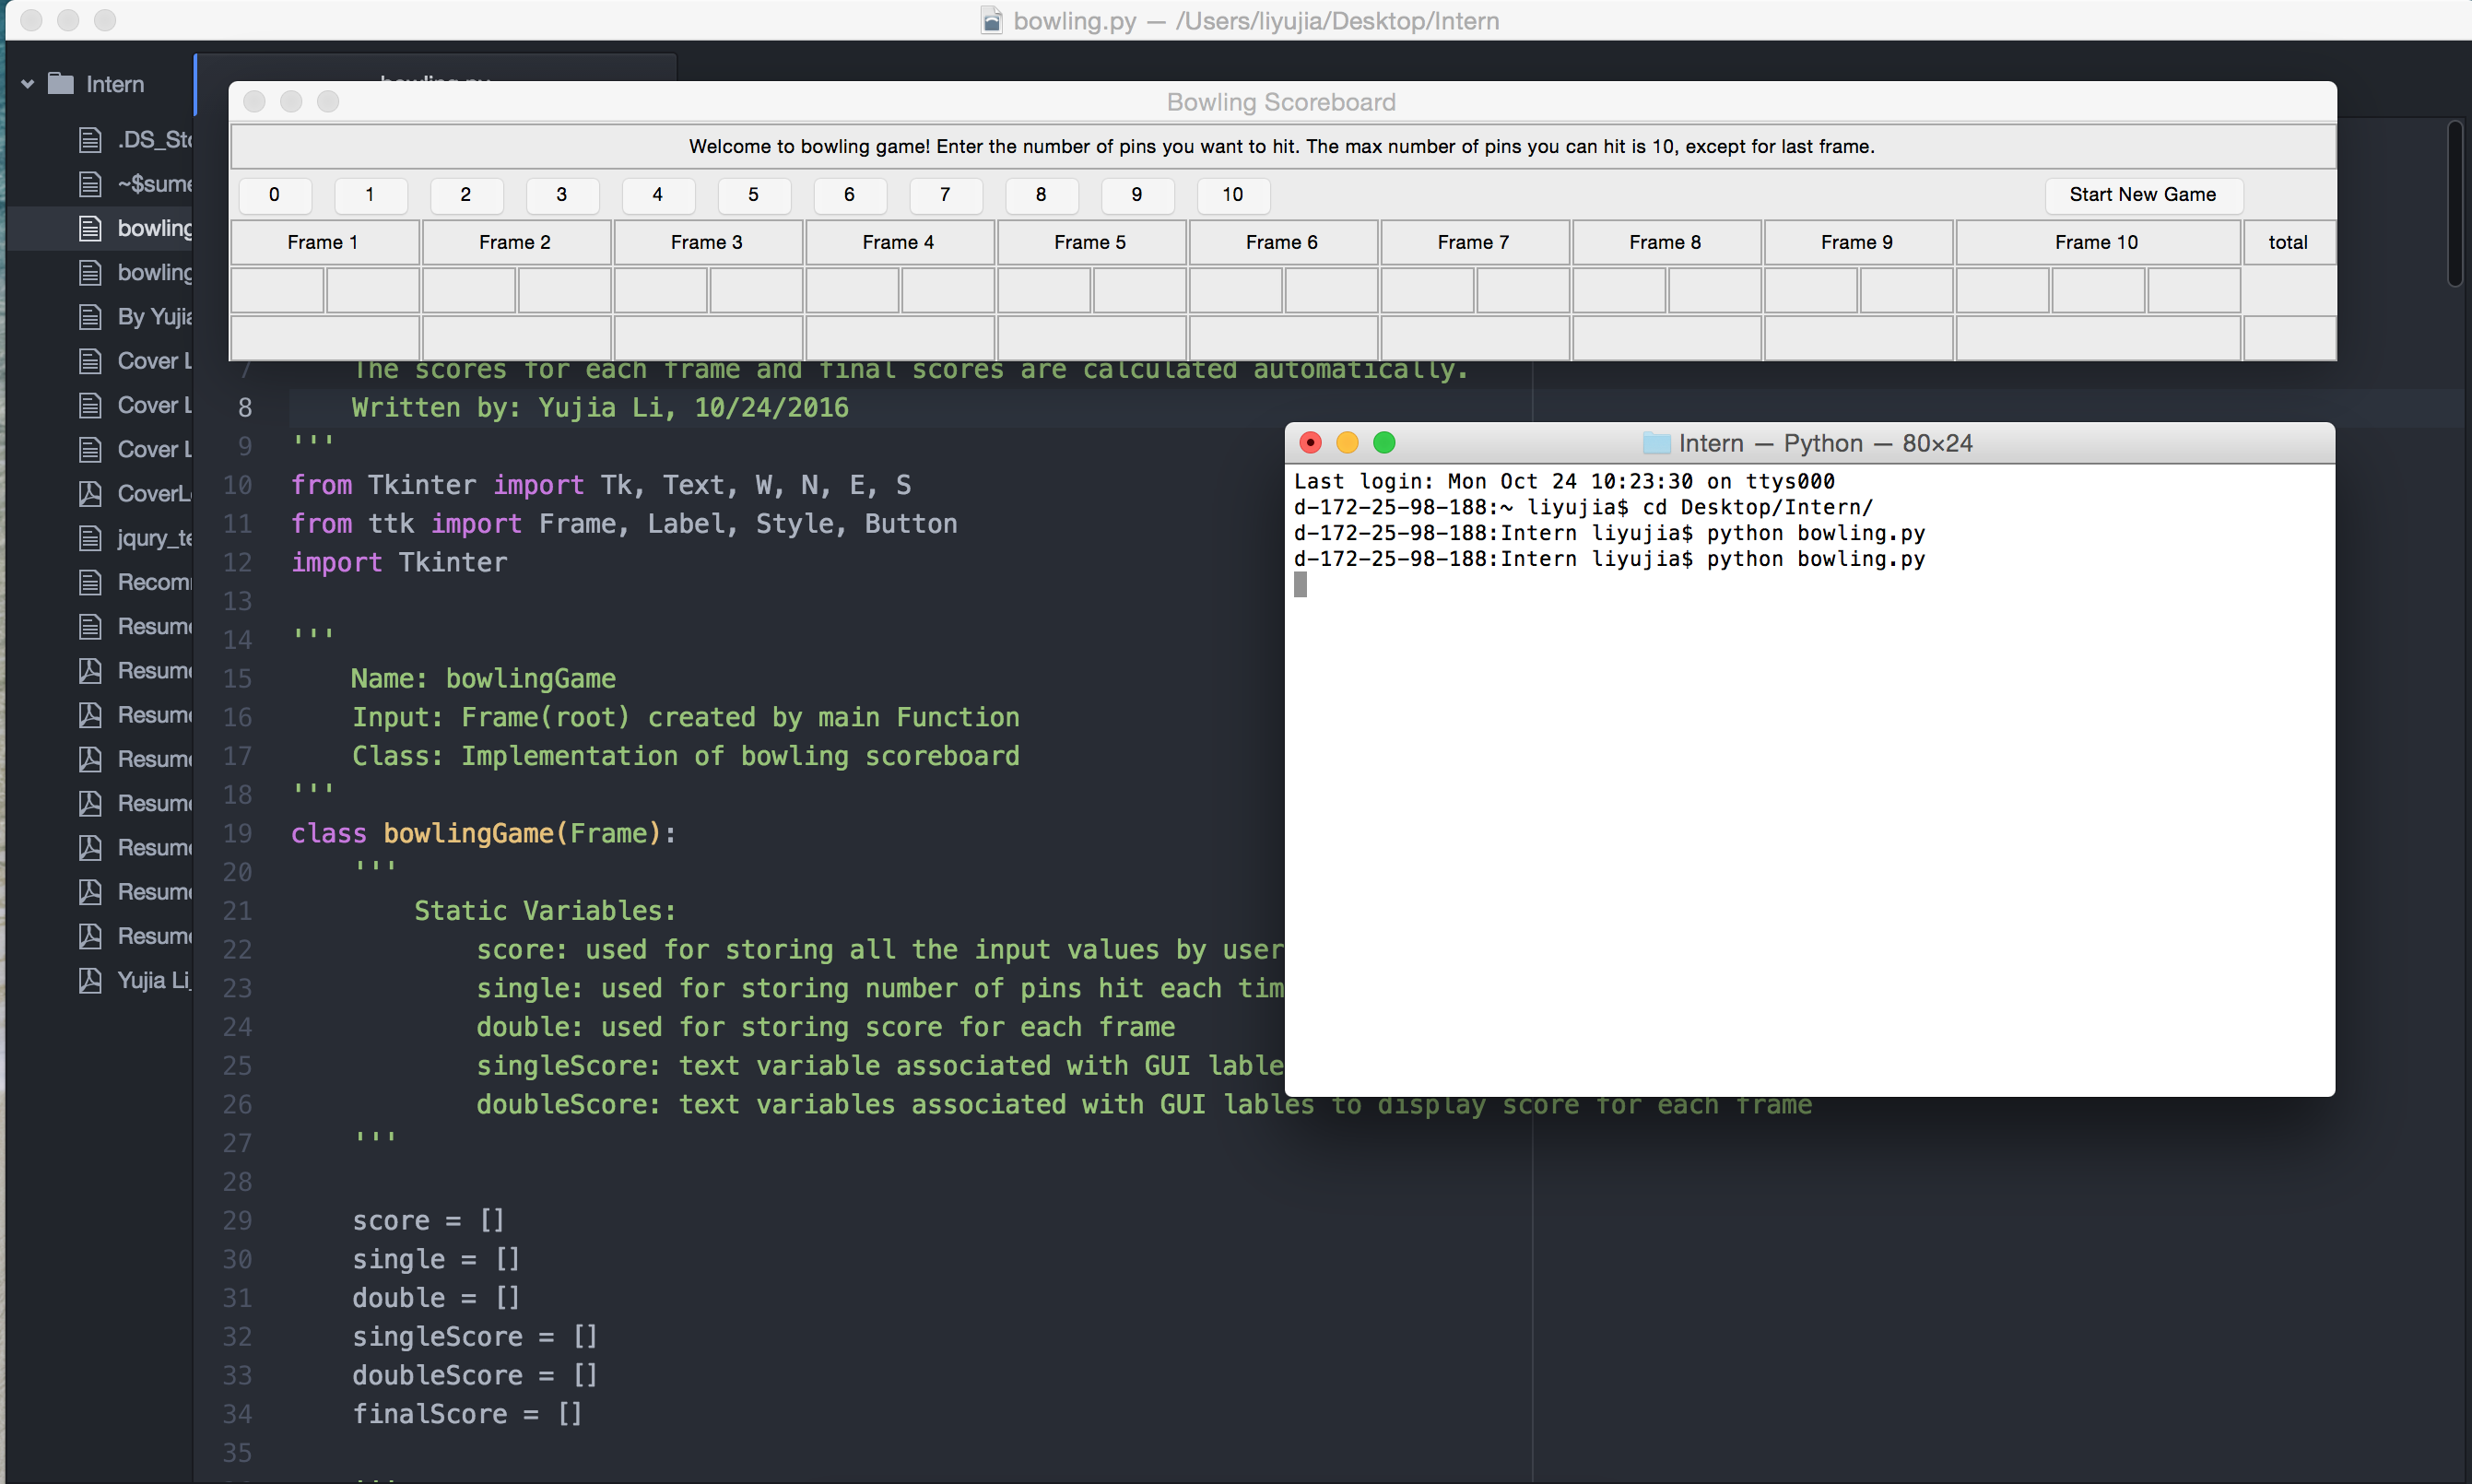 bowling.py — /Users/liyujia/Desktop/Intern
Intern
.DS_Sto
~$sume
bowling
bowling
By Yujia
Cover L
Cover L
Cover L
CoverL
jqury_te
Recom
Resume
Resume
Resume
Resume
Resume
Resume
Resume
Resume
Yujia Li_
bowling.py
Bowling Scoreboard
Welcome to bowling game! Enter the number of pins you want to hit. The max number of pins you can hit is 10, except for last frame.
0 1 2 3 4 5 6 7 8 9 10 Start New Game
Frame 1 Frame 2 Frame 3 Frame 4 Frame 5 Frame 6 Frame 7 Frame 8 Frame 9 Frame 10 total
7 The scores for each frame and final scores are calculated automatically.
8 Written by: Yujia Li, 10/24/2016
9 '''
10 from Tkinter import Tk, Text, W, N, E, S
11 from ttk import Frame, Label, Style, Button
12 import Tkinter
13
14 '''
15 Name: bowlingGame
16 Input: Frame(root) created by main Function
17 Class: Implementation of bowling scoreboard
18 '''
19 class bowlingGame(Frame):
20 '''
21 Static Variables:
22 score: used for storing all the input values by user
23 single: used for storing number of pins hit each tim
24 double: used for storing score for each frame
25 singleScore: text variable associated with GUI lable
26 doubleScore: text variables associated with GUI lables to display score for each frame
27 '''
28
29 score = []
30 single = []
31 double = []
32 singleScore = []
33 doubleScore = []
34 finalScore = []
35
'''
Intern — Python — 80×24
Last login: Mon Oct 24 10:23:30 on ttys000
d-172-25-98-188:~ liyujia$ cd Desktop/Intern/
d-172-25-98-188:Intern liyujia$ python bowling.py
d-172-25-98-188:Intern liyujia$ python bowling.py